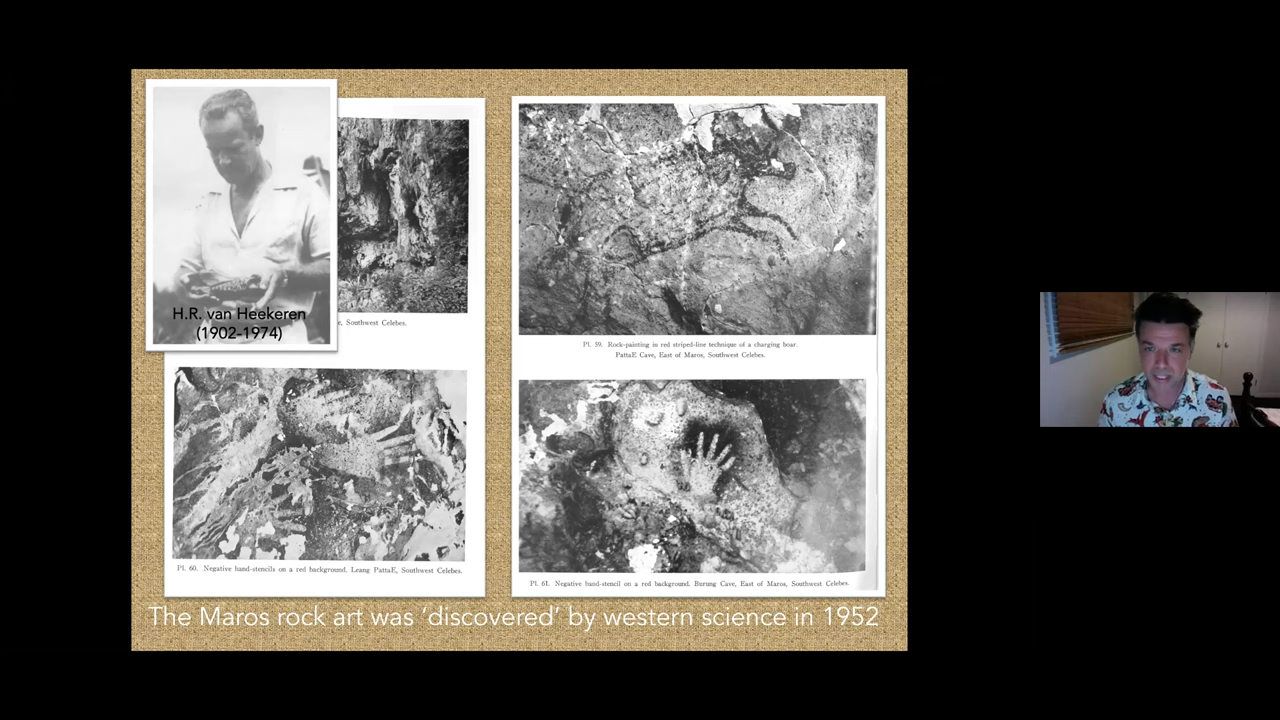 H.R. van Heekeren
(1902-1974)
e, Southwest Celebes.
Pl. 59. Rock-painting in red striped-line technique of a charging boar.
PattaE Cave, East of Maros, Southwest Celebes.
Pl. 60. Negative hand-stencils on a red background. Leang PattaE, Southwest Celebes.
Pl. 61. Negative hand-stencil on a red background. Burung Cave, East of Maros, Southwest Celebes.
The Maros rock art was ‘discovered’ by western science in 1952